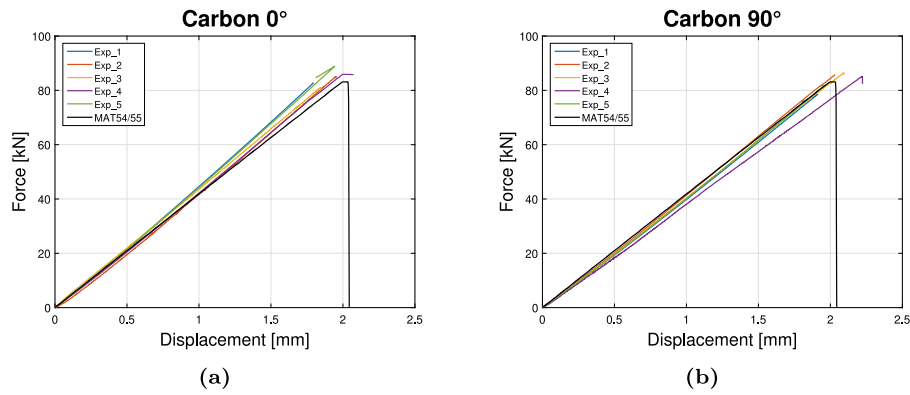 Carbon 0°
100
80
60
40
20
0
Force [kN]
Exp_1
Exp_2
Exp_3
Exp_4
Exp_5
MAT54/55
0 0.5 1 1.5 2 2.5
Displacement [mm]
(a)
Carbon 90°
100
80
60
40
20
0
Force [kN]
Exp_1
Exp_2
Exp_3
Exp_4
Exp_5
MAT54/55
0 0.5 1 1.5 2 2.5
Displacement [mm]
(b)